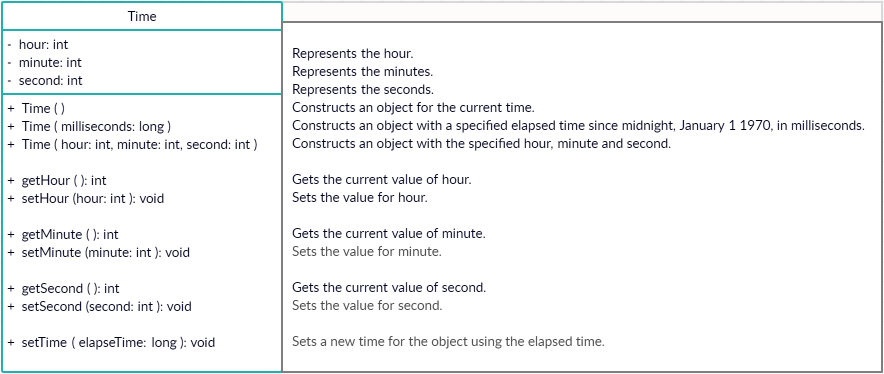 Time
- hour: int
- minute: int
- second: int
Represents the hour.
Represents the minutes.
Represents the seconds.
+ Time ( )
Constructs an object for the current time.
+ Time ( milliseconds: long )
Constructs an object with a specified elapsed time since midnight, January 1 1970, in milliseconds.
+ Time ( hour: int, minute: int, second: int )
Constructs an object with the specified hour, minute and second.
+ getHour ( ): int
Gets the current value of hour.
+ setHour (hour: int ): void
Sets the value for hour.
+ getMinute ( ): int
Gets the current value of minute.
+ setMinute (minute: int ): void
Sets the value for minute.
+ getSecond ( ): int
Gets the current value of second.
+ setSecond (second: int ): void
Sets the value for second.
+ setTime ( elapseTime: long ): void
Sets a new time for the object using the elapsed time.